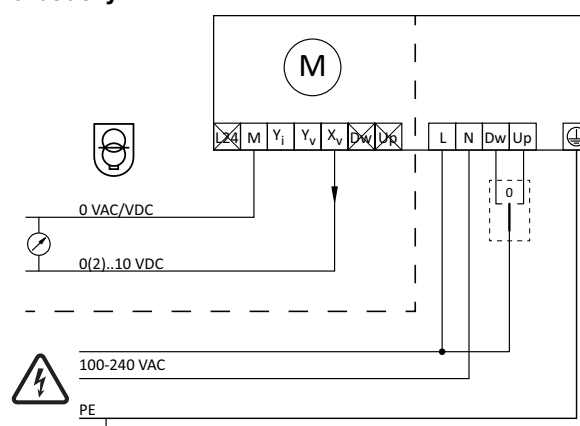 M
L24 M Yi Yv Xv Dw Up L N Dw Up
0
0 VAC/VDC
0(2)..10 VDC
100-240 VAC
PE